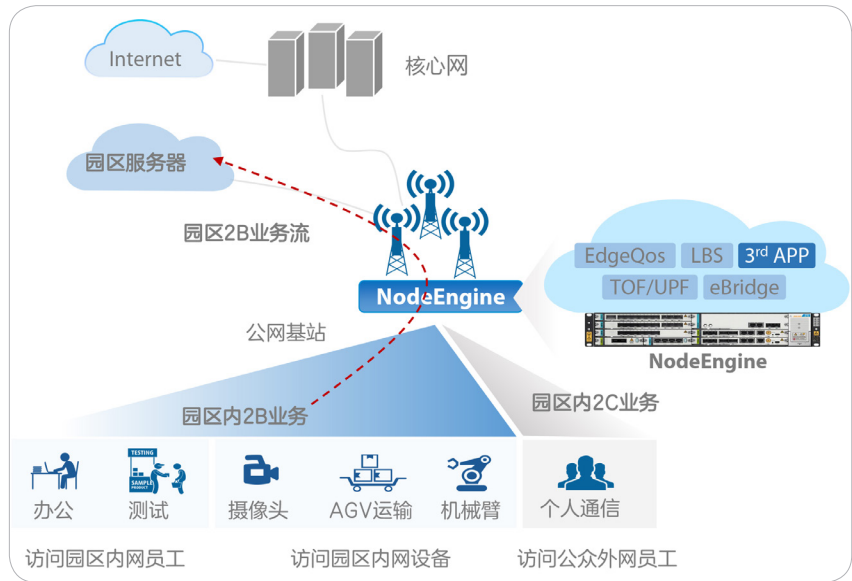 Internet
核心网
园区服务器
园区2B业务流
EdgeQos LBS 3rd APP
TOF/UPF eBridge
NodeEngine
NodeEngine
公网基站
园区内2B业务
园区内2C业务
TESTING
SAMPLE
PRODUCT
办公 测试 摄像头 AGV运输 机械臂 个人通信
访问园区内网员工 访问园区内网设备 访问公众外网员工